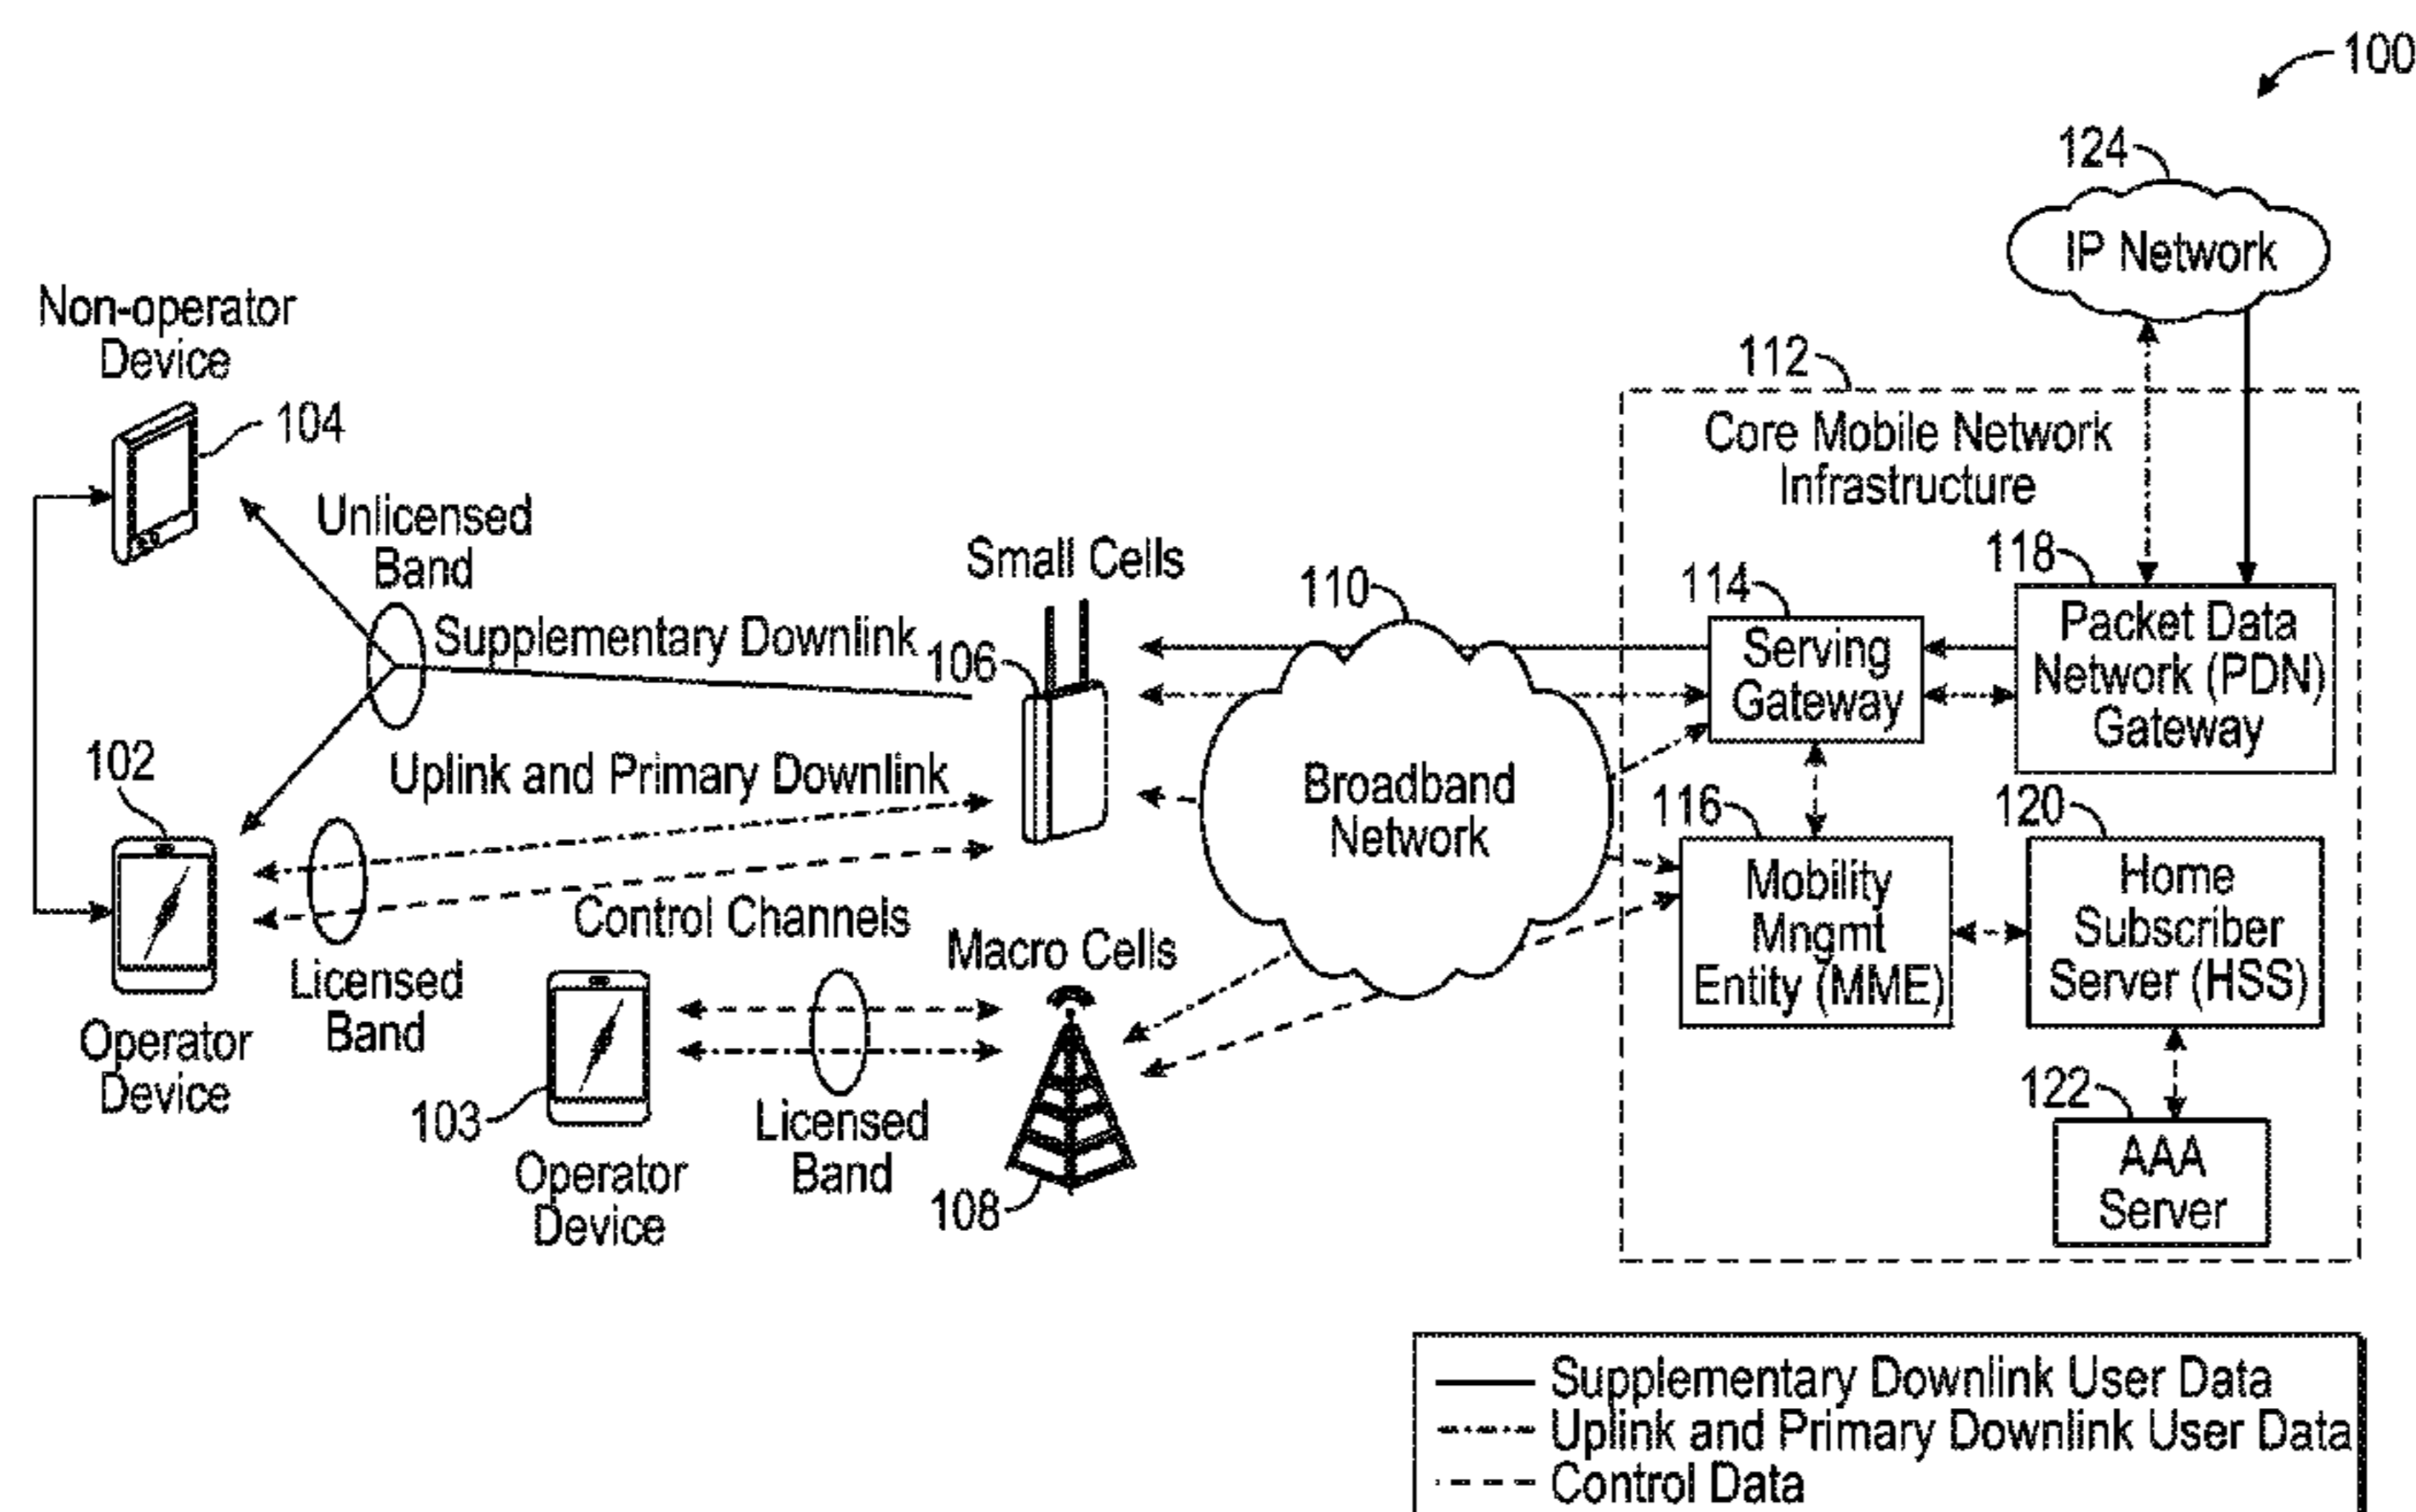 100
124
IP Network
Non-operator
Device
104
112
Core Mobile Network
Infrastructure
Unlicensed
Band
Small Cells
110
114
118
Supplementary Downlink
106
Serving
Gateway
Packet Data
Network (PDN)
Gateway
102
Uplink and Primary Downlink
Broadband
Network
116
120
Mobility
Mngmt
Entity (MME)
Home
Subscriber
Server (HSS)
Control Channels
Macro Cells
Licensed
Band
Operator
Device
103
Licensed
Band
Operator
Device
108
122
AAA
Server
Supplementary Downlink User Data
Uplink and Primary Downlink User Data
Control Data